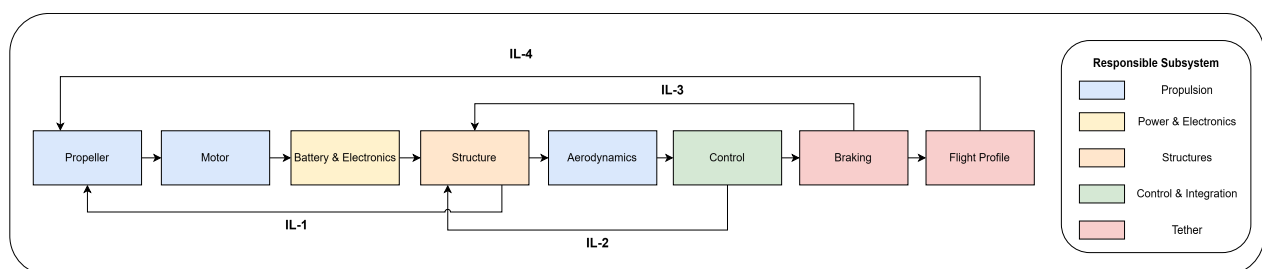 IL-4
IL-3
Propeller
Motor
Battery & Electronics
Structure
Aerodynamics
Control
Braking
Flight Profile
IL-1
IL-2
Responsible Subsystem
Propulsion
Power & Electronics
Structures
Control & Integration
Tether